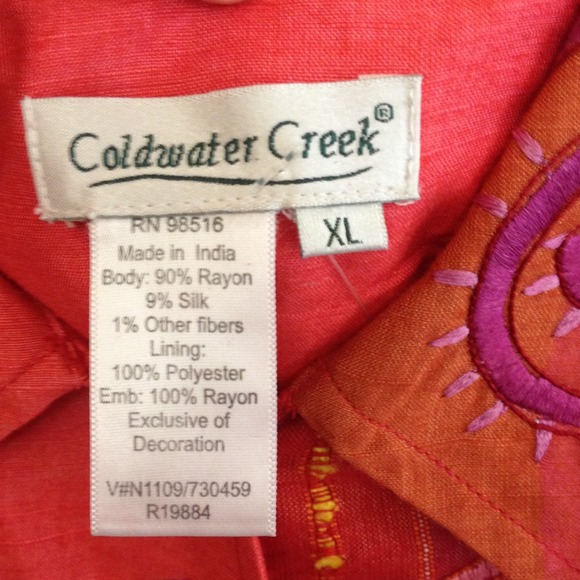 Coldwater Creek®
XL
RN 98516
Made in India
Body: 90% Rayon
9% Silk
1% Other fibers
Lining:
100% Polyester
Emb: 100% Rayon
Exclusive of
Decoration
V#N1109/730459
R19884